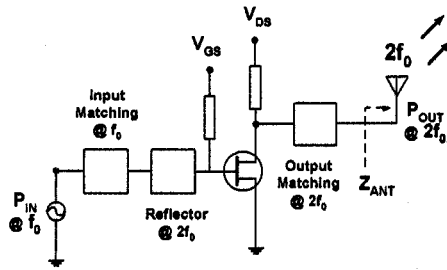 V_DS
V_GS
2f_0
Input
Matching
@ f_0
P_OUT
@ 2f_0
P_IN
@ f_0
Reflector
@ 2f_0
Output
Matching
@ 2f_0
Z_ANT